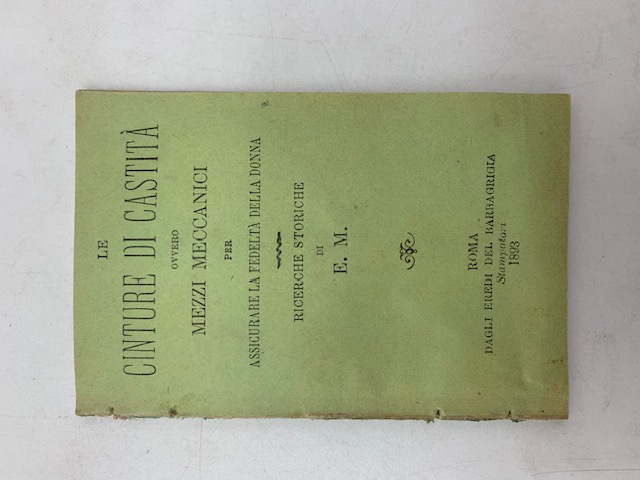 LE
CINTURE DI CASTITÀ
OVVERO
MEZZI MECCANICI
PER
ASSICURARE LA FEDELTÀ DELLA DONNA
RICERCHE STORICHE
DI
E. M.
ROMA
DAGLI EREDI DEL BARBAGRIGIA
Stampatori
1893